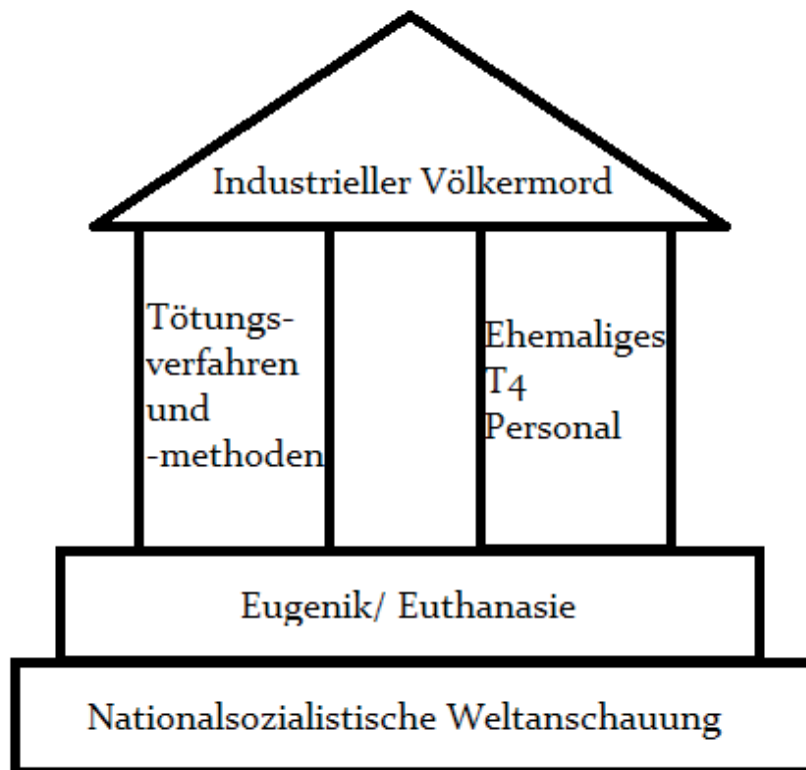 Industrieller Völkermord
Tötungs-
verfahren
und
-methoden
Ehemaliges
T4
Personal
Eugenik/ Euthanasie
Nationalsozialistische Weltanschauung